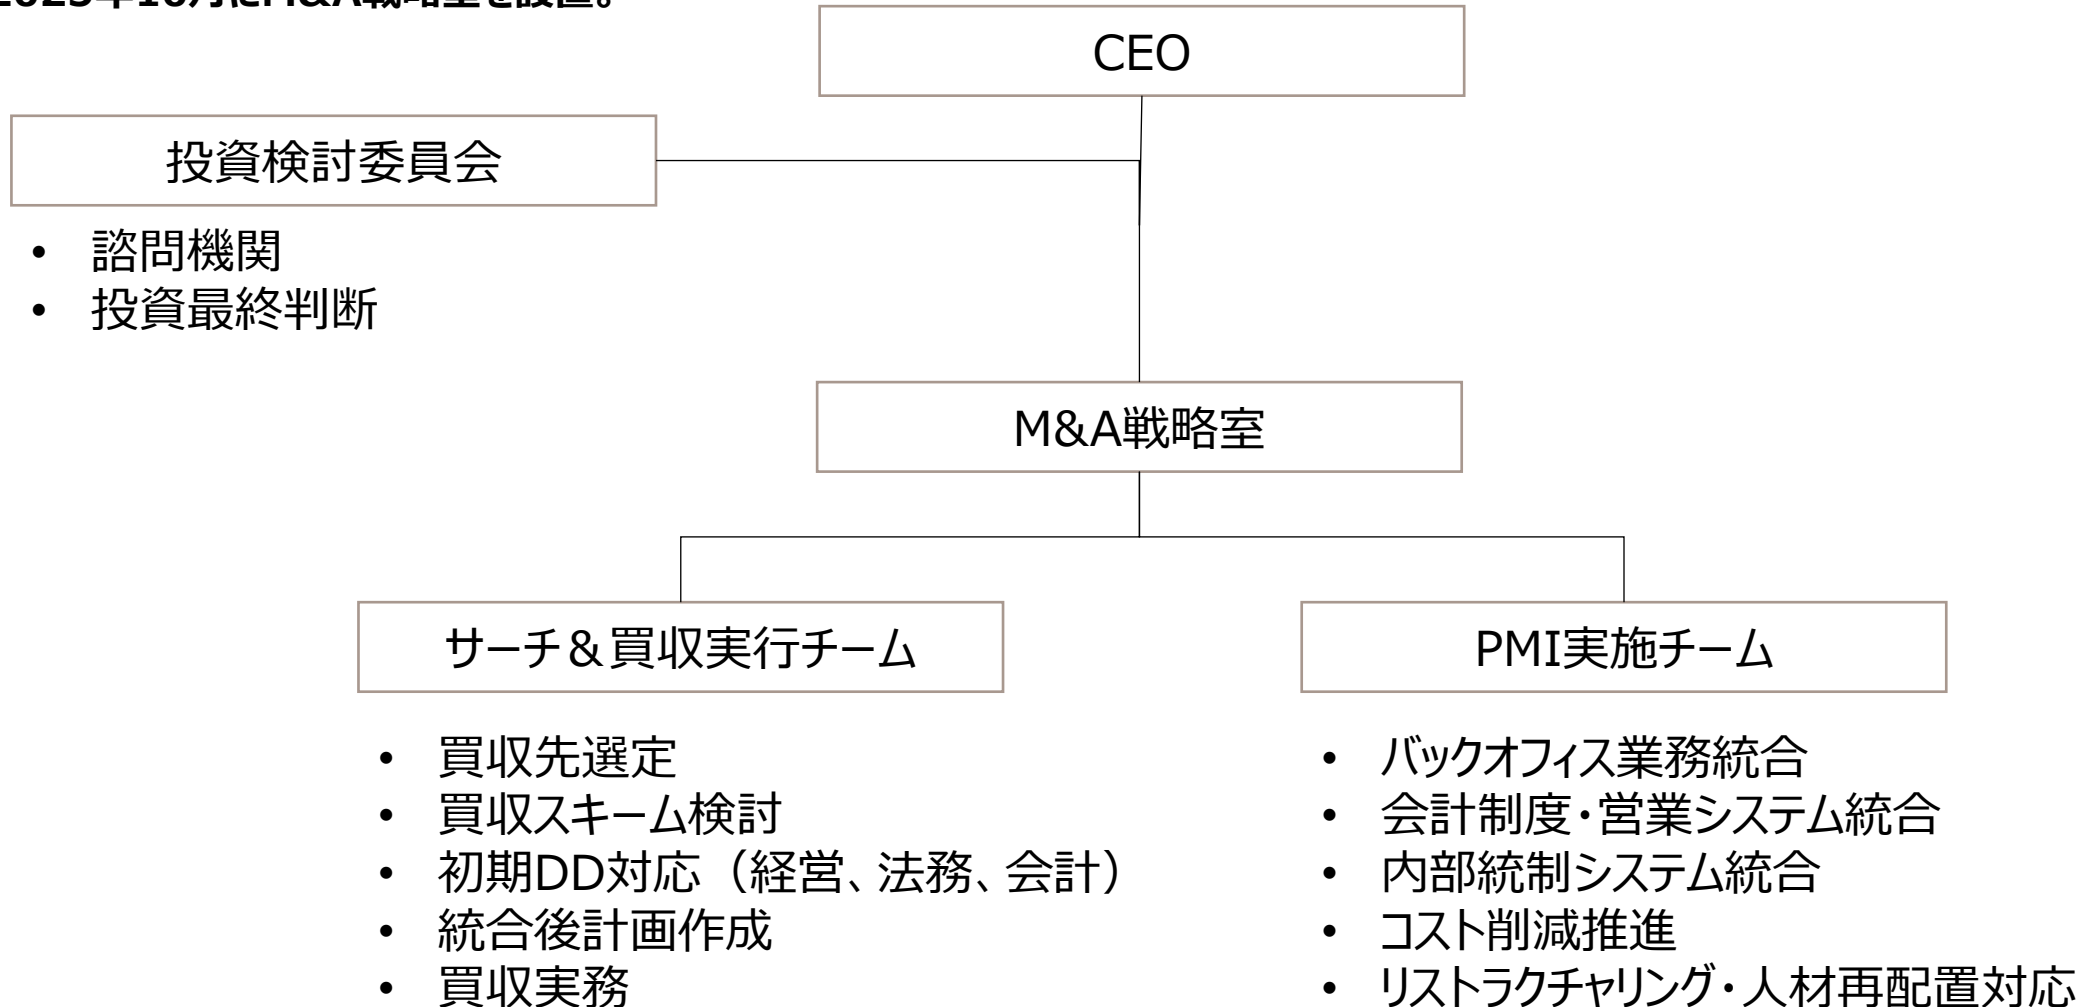 CEO
投資検討委員会
• 諮問機関
• 投資最終判断
M&A戦略室
サーチ＆買収実行チーム
• 買収先選定
• 買収スキーム検討
• 初期DD対応（経営、法務、会計）
• 統合後計画作成
• 買収実務
PMI実施チーム
• バックオフィス業務統合
• 会計制度・営業システム統合
• 内部統制システム統合
• コスト削減推進
• リストラクチャリング・人材再配置対応